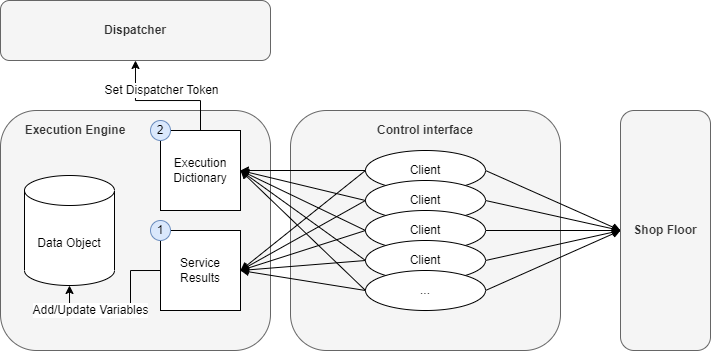 Dispatcher
Set Dispatcher Token
Execution Engine
Control interface
2
Execution
Dictionary
Client
Client
Client
Client
...
Data Object
1
Service
Results
Add/Update Variables
Shop Floor